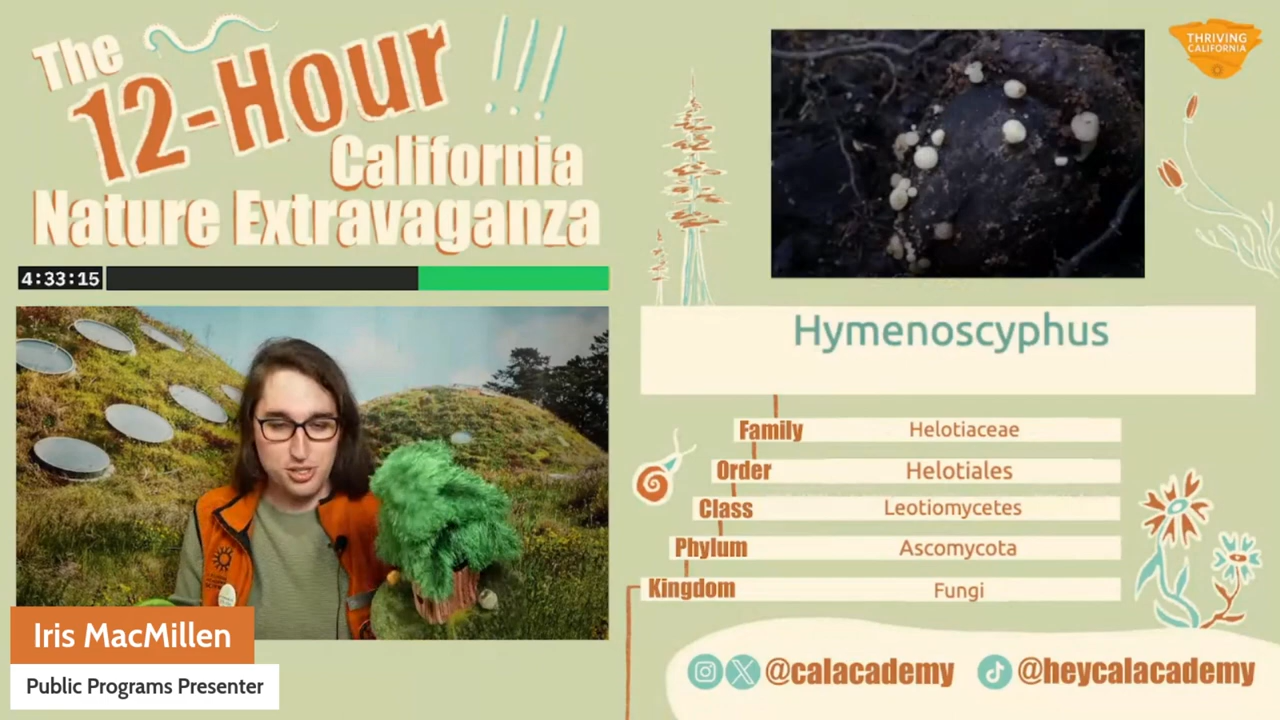 The
12-Hour !!!
California
Nature Extravaganza
4:33:15
THRIVING
CALIFORNIA
Hymenoscyphus
Family Helotiaceae
Order Helotiales
Class Leotiomycetes
Phylum Ascomycota
Kingdom Fungi
Iris MacMillen
Public Programs Presenter
@calacademy @heycalacademy